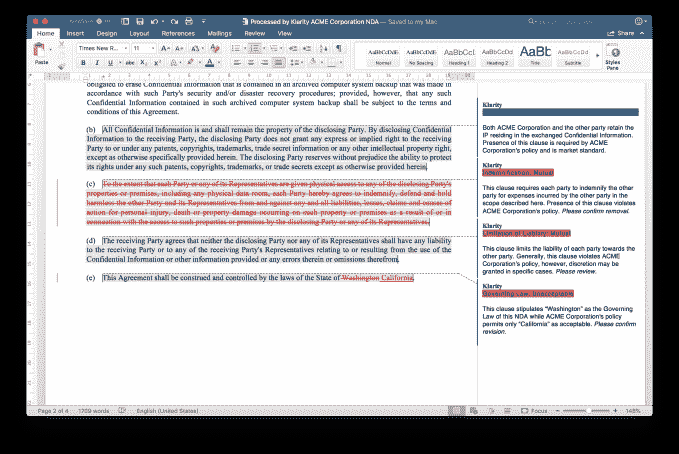 Processed by Klarity ACME Corporation NDA — Saved to my Mac
Home Insert Design Layout References Mailings Review View Share
Paste
Times New R... 11
AaBbCcDdEe AaBbCcDdEe AaBbCcDc AaBbCcDd AaBb AaBbCcDd
Normal No Spacing Heading 1 Heading 2 Title Subtitle Styles Pane
obligated to erase Confidential Information that is contained in an archived computer system backup that was made in
accordance with such Party's security and/or disaster recovery procedures; provided, however, that any such
Confidential Information contained in such archived computer system backup shall be subject to the terms and
conditions of this Agreement.
(b) All Confidential Information is and shall remain the property of the disclosing Party. By disclosing Confidential
Information to the receiving Party, the disclosing Party does not grant any express or implied right to the receiving
Party to or under any patents, copyrights, trademarks, trade secret information or any other intellectual property right,
except as otherwise specifically provided herein. The disclosing Party reserves without prejudice the ability to protect
its rights under any such patents, copyrights, trademarks, or trade secrets except as otherwise provided herein.
(c) To the extent that such Party or any of its Representatives are given physical access to any of the disclosing Party's
properties or premises, including any physical data room, each Party hereby agrees to indemnify, defend and hold
harmless the other Party and its Representatives from and against any and all liabilities, losses, claims and causes of
action for personal injury, death or property damage occurring on such property or premises as a result of or in
connection with the access to such properties or premises by the disclosing Party or any of its Representatives.
(d) The receiving Party agrees that neither the disclosing Party nor any of its Representatives shall have any liability
to the receiving Party or to any of the receiving Party's Representatives relating to or resulting from the use of the
Confidential Information or other information provided or any errors therein or omissions therefrom.
(e) This Agreement shall be construed and controlled by the laws of the State of Washington California.
Klarity
Both ACME Corporation and the other party retain the
IP residing in the exchanged Confidential Information.
Presence of this clause is required by ACME
Corporation's policy and is market standard.
Klarity
Indemnification, Mutual
This clause requires each party to indemnify the other
party for expenses incurred by the other party in the
scope described here. Presence of this clause violates
ACME Corporation's policy. Please confirm removal.
Klarity
Limitation of Liability, Mutual
This clause limits the liability of each party towards the
other party. Generally, this clause violates ACME
Corporation's policy, however, discretion may be
granted in specific cases. Please review.
Klarity
Governing Law, Unacceptable
This clause stipulates "Washington" as the Governing
Law of this NDA while ACME Corporation's policy
permits only "California" as acceptable. Please confirm
revision.
Page 2 of 4 1709 words English (United States) Focus 148%